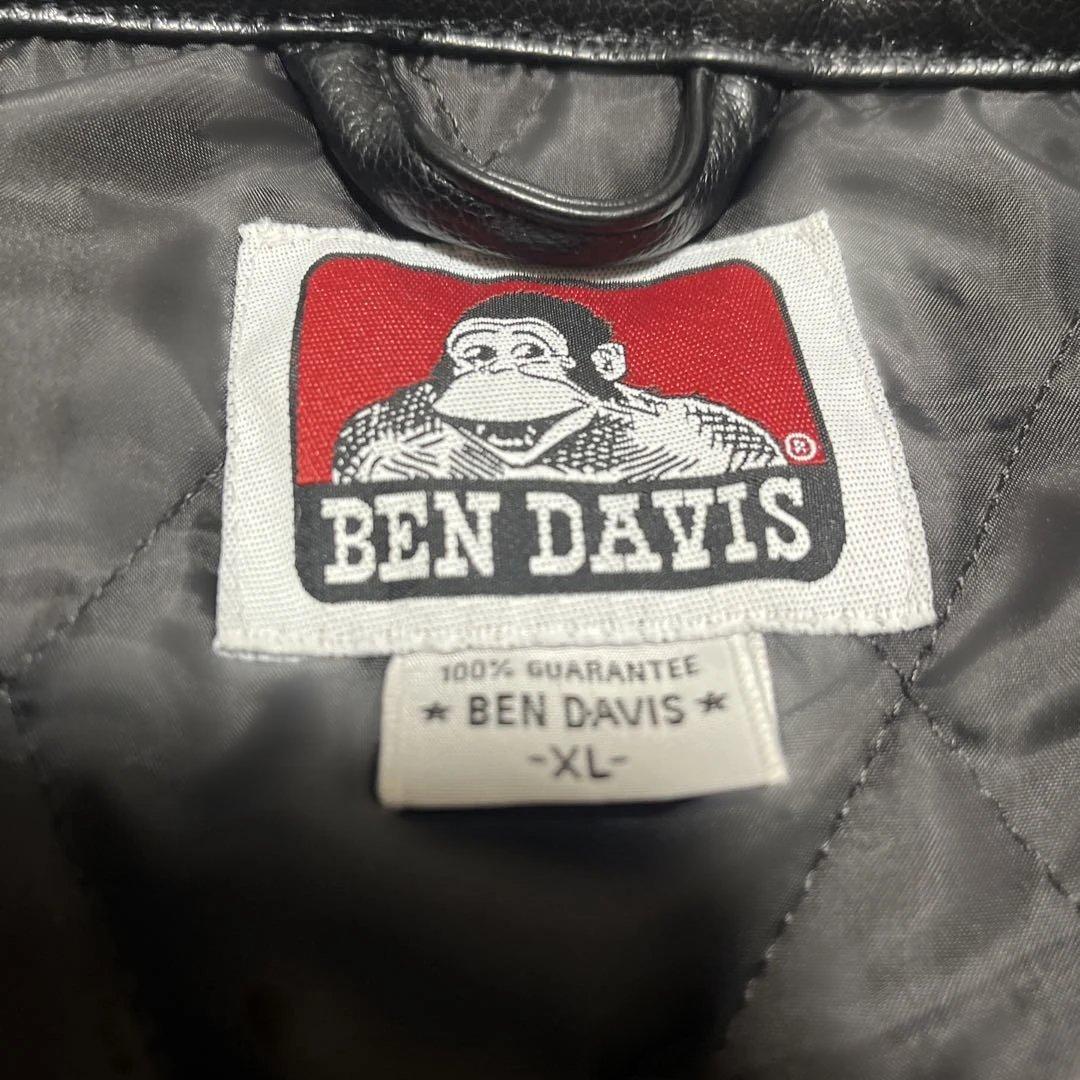 ®
BEN DAVIS
100% GUARANTEE
★ BEN DAVIS ★
-XL-